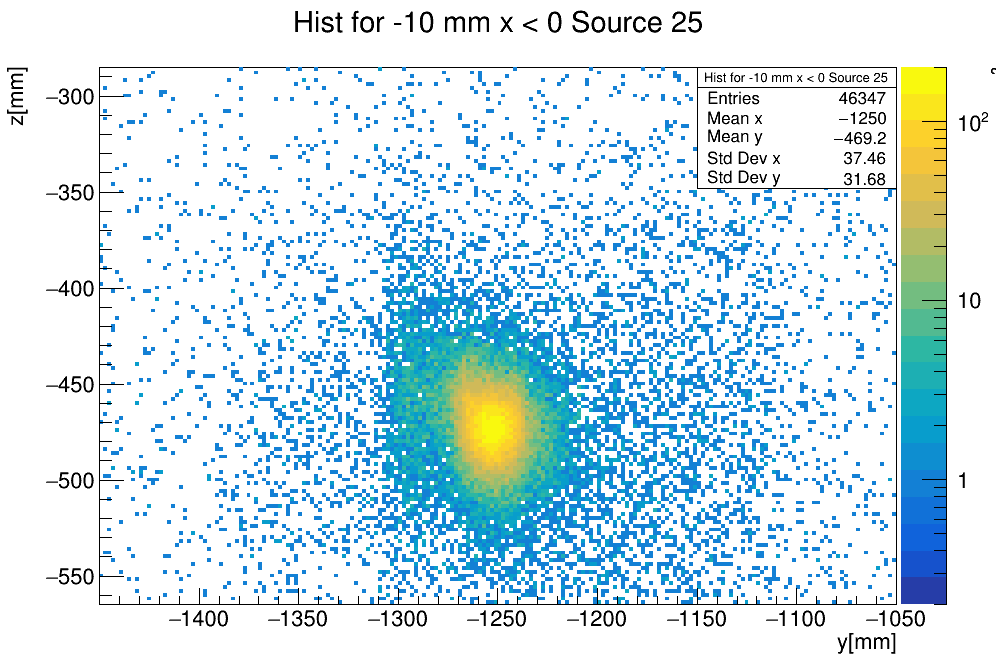 Hist for -10 mm x < 0 Source 25
z[mm]
Hist for -10 mm x < 0 Source 25
Entries 46347
Mean x −1250
Mean y −469.2
Std Dev x 37.46
Std Dev y 31.68
−300
−350
−400
−450
−500
−550
10²
10
1
−1400 −1350 −1300 −1250 −1200 −1150 −1100 −1050
y[mm]